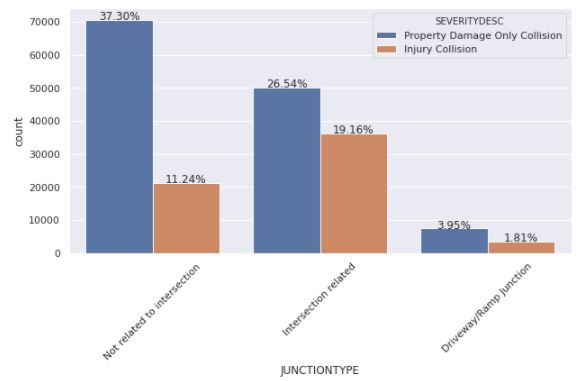 SEVERITYDESC
Property Damage Only Collision
Injury Collision
37.30%
11.24%
26.54%
19.16%
3.95%
1.81%
count
70000
60000
50000
40000
30000
20000
10000
0
Not related to intersection
Intersection related
Driveway/Ramp Junction
JUNCTIONTYPE